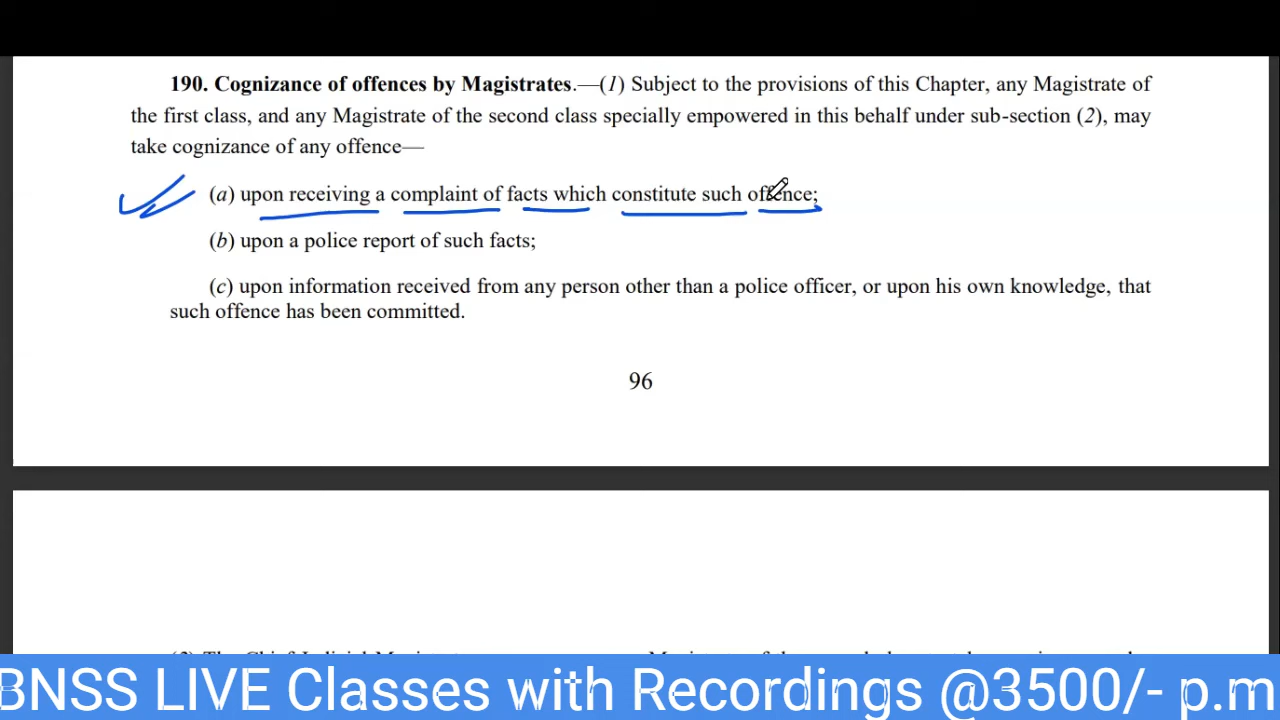 190. Cognizance of offences by Magistrates.—(1) Subject to the provisions of this Chapter, any Magistrate of
the first class, and any Magistrate of the second class specially empowered in this behalf under sub-section (2), may
take cognizance of any offence—
(a) upon receiving a complaint of facts which constitute such offence;
(b) upon a police report of such facts;
(c) upon information received from any person other than a police officer, or upon his own knowledge, that
such offence has been committed.
96
BNSS LIVE Classes with Recordings @3500/- p.m